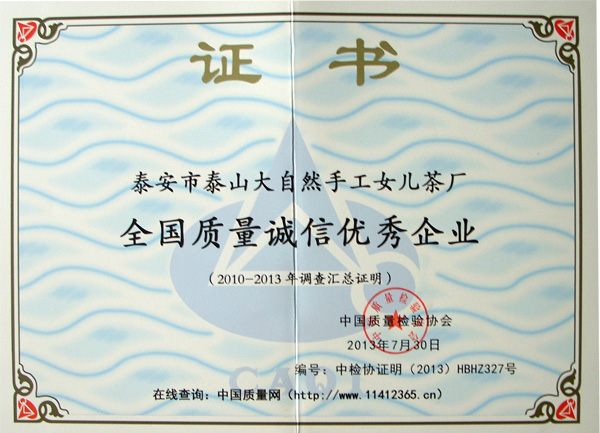 证书
泰安市泰山大自然手工女儿茶厂
全国质量诚信优秀企业
(2010-2013年调查汇总证明)
中国质量检验协会
2013年7月30日
编号:中检协证明(2013)HBHZ327号
CAQI
在线查询:中国质量网(http://www.11412365.cn)